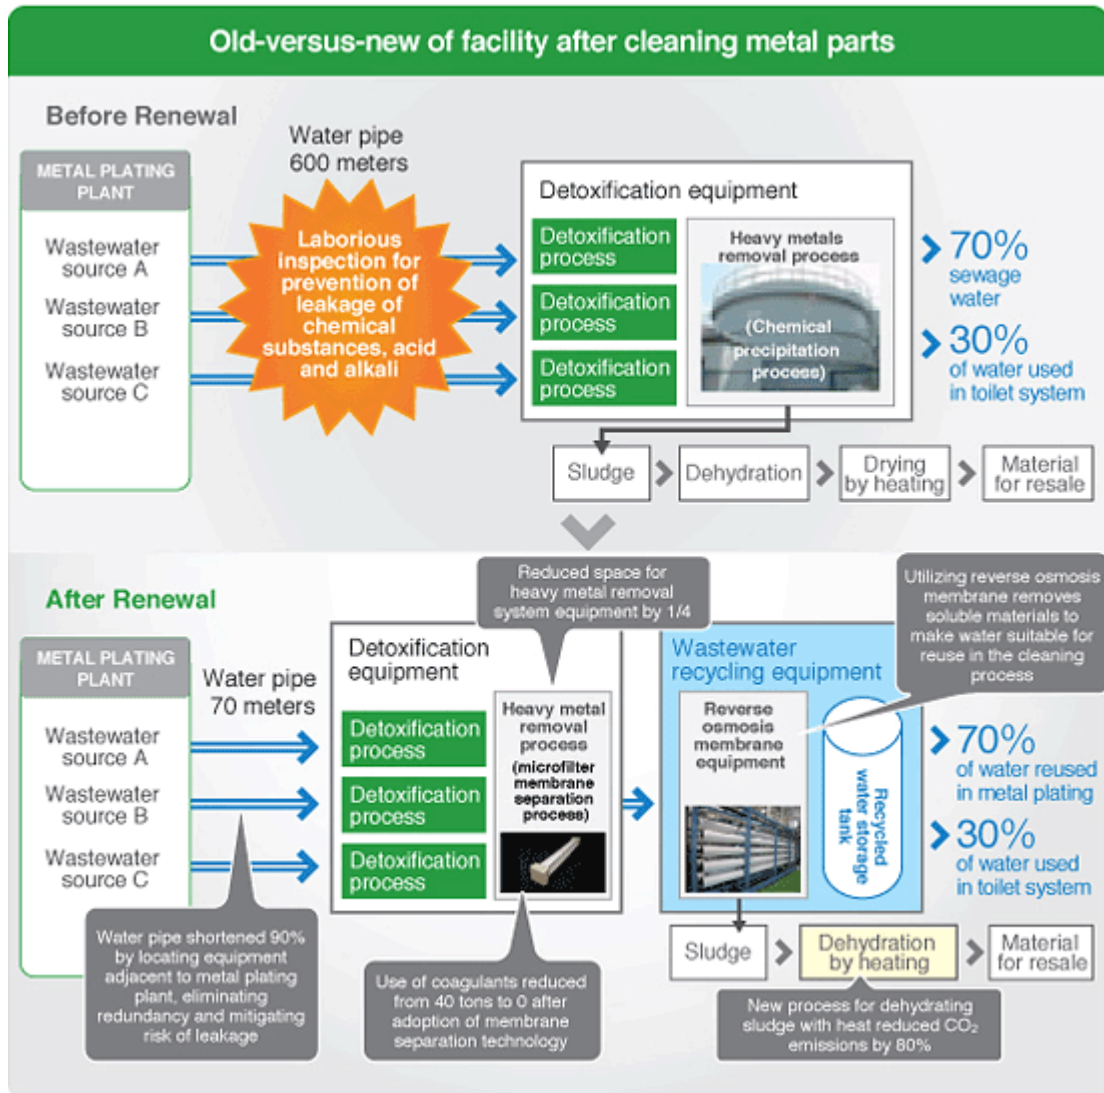 Old-versus-new of facility after cleaning metal parts
Before Renewal
METAL PLATING
PLANT
Wastewater
source A
Wastewater
source B
Wastewater
source C
Water pipe
600 meters
Laborious
inspection for
prevention of
leakage of
chemical
substances, acid
and alkali
Detoxification equipment
Detoxification
process
Detoxification
process
Detoxification
process
Heavy metals
removal process
(Chemical
precipitation
process)
70%
sewage
water
30%
of water used
in toilet system
Sludge
Dehydration
Drying
by heating
Material
for resale
After Renewal
METAL PLATING
PLANT
Wastewater
source A
Wastewater
source B
Wastewater
source C
Water pipe
70 meters
Water pipe shortened 90%
by locating equipment
adjacent to metal plating
plant, eliminating
redundancy and mitigating
risk of leakage
Detoxification
equipment
Detoxification
process
Detoxification
process
Detoxification
process
Reduced space for
heavy metal removal
system equipment by 1/4
Heavy metal
removal
process
(microfilter
membrane
separation
process)
Use of coagulants reduced
from 40 tons to 0 after
adoption of membrane
separation technology
Wastewater
recycling equipment
Reverse
osmosis
membrane
equipment
Recycled
water storage
tank
Utilizing reverse osmosis
membrane removes
soluble materials to
make water suitable for
reuse in the cleaning
process
70%
of water reused
in metal plating
30%
of water used
in toilet system
Sludge
Dehydration
by heating
Material
for resale
New process for dehydrating
sludge with heat reduced CO₂
emissions by 80%